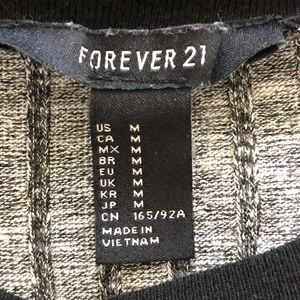 FOREVER 21
US M
CA M
MX M
BR M
EU M
UK M
KR M
JP M
CN 165/92A
MADE IN
VIETNAM